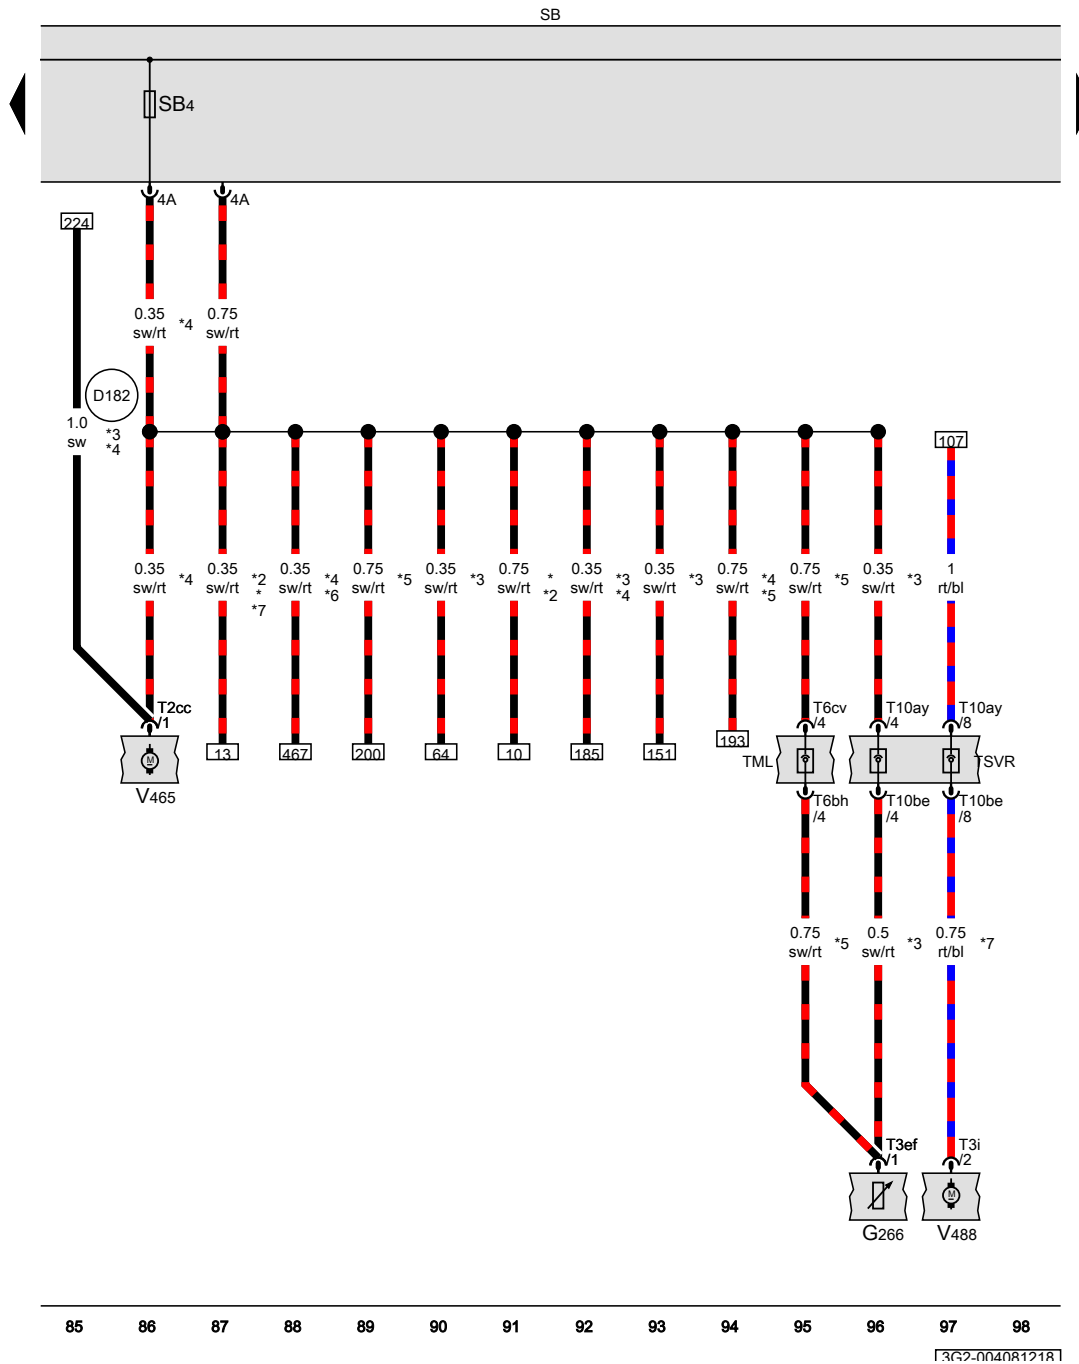 SB
SB4
4A
4A
224
0.35
sw/rt
*4
0.75
sw/rt
D182
1.0
sw
*3
*4
107
0.35
sw/rt
*4
0.35
sw/rt
*2
*
*7
0.35
sw/rt
*4
*6
0.75
sw/rt
*5
0.35
sw/rt
*3
0.75
sw/rt
*
*2
0.35
sw/rt
*3
*4
0.35
sw/rt
*3
0.75
sw/rt
*4
*5
0.75
sw/rt
*5
0.35
sw/rt
*3
1
rt/bl
T2cc
/1
T6cv
/4
T10ay
/4
T10ay
/8
M
V465
13
467
200
64
10
185
151
193
TML
TSVR
T6bh
/4
T10be
/4
T10be
/8
0.75
sw/rt
*5
0.5
sw/rt
*3
0.75
rt/bl
*7
T3ef
/1
T3i
/2
M
G266
V488
85 86 87 88 89 90 91 92 93 94 95 96 97 98
3G2-004081218